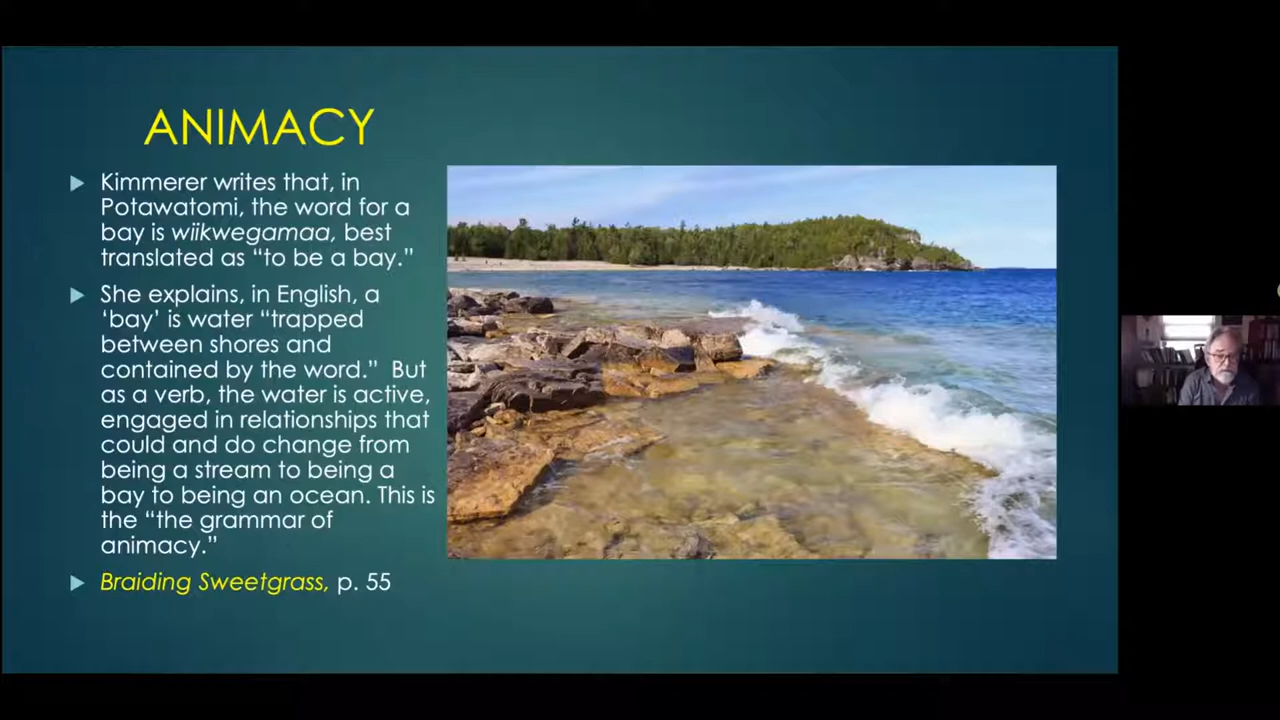 ANIMACY
Kimmerer writes that, in
Potawatomi, the word for a
bay is wiikwegamaa, best
translated as “to be a bay.”
She explains, in English, a
‘bay’ is water “trapped
between shores and
contained by the word.”  But
as a verb, the water is active,
engaged in relationships that
could and do change from
being a stream to being a
bay to being an ocean. This is
the “the grammar of
animacy.”
Braiding Sweetgrass, p. 55